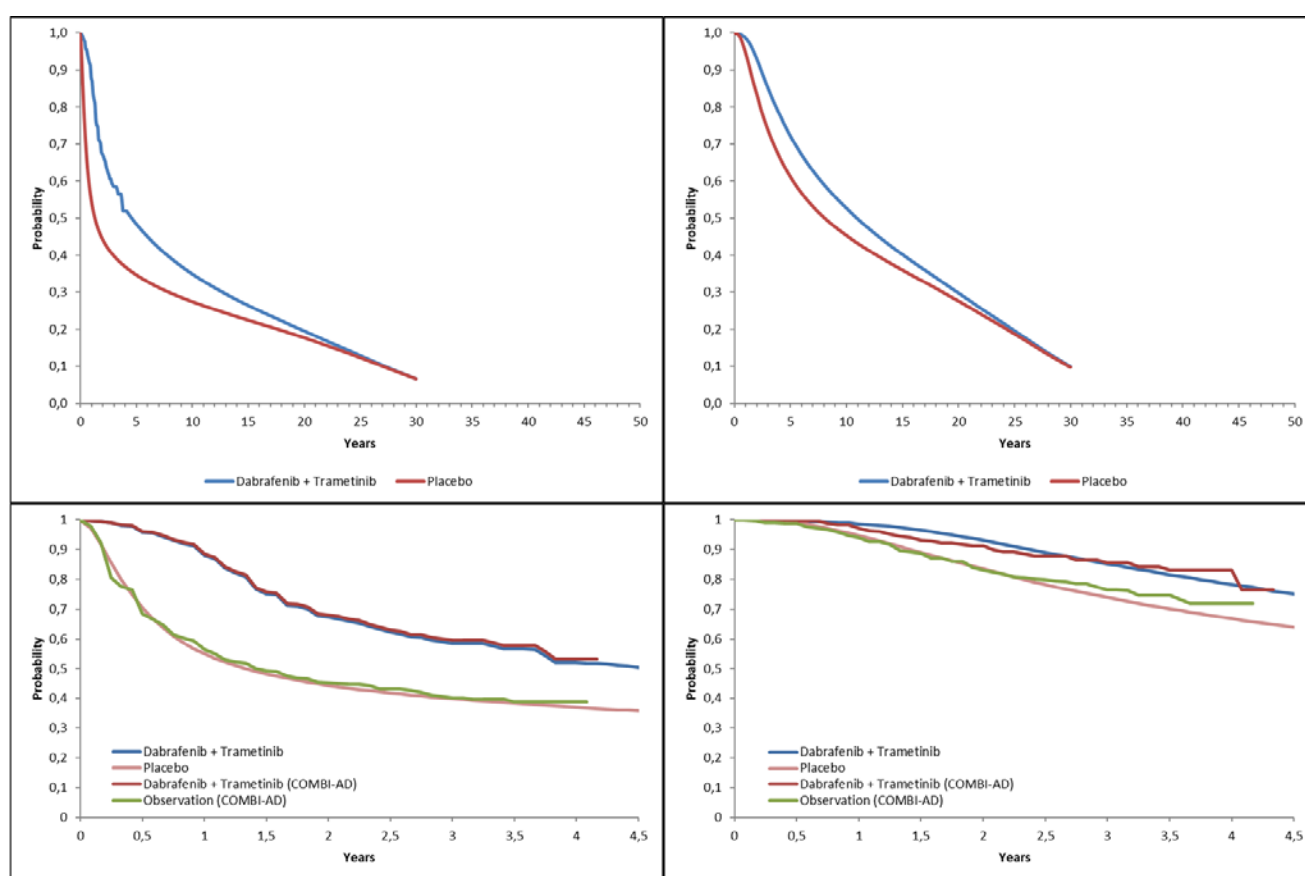 1,0
0,9
0,8
0,7
0,6
0,5
0,4
0,3
0,2
0,1
0,0
Probability
0 5 10 15 20 25 30 35 40 45 50
Years
Dabrafenib + Trametinib Placebo
1,0
0,9
0,8
0,7
0,6
0,5
0,4
0,3
0,2
0,1
0,0
Probability
0 5 10 15 20 25 30 35 40 45 50
Years
Dabrafenib + Trametinib Placebo
1
0,9
0,8
0,7
0,6
0,5
0,4
0,3
0,2
0,1
0
Probability
Dabrafenib + Trametinib
Placebo
Dabrafenib + Trametinib (COMBI-AD)
Observation (COMBI-AD)
0 0,5 1 1,5 2 2,5 3 3,5 4 4,5
Years
1
0,9
0,8
0,7
0,6
0,5
0,4
0,3
0,2
0,1
0
Probability
Dabrafenib + Trametinib
Placebo
Dabrafenib + Trametinib (COMBI-AD)
Observation (COMBI-AD)
0 0,5 1 1,5 2 2,5 3 3,5 4 4,5
Years